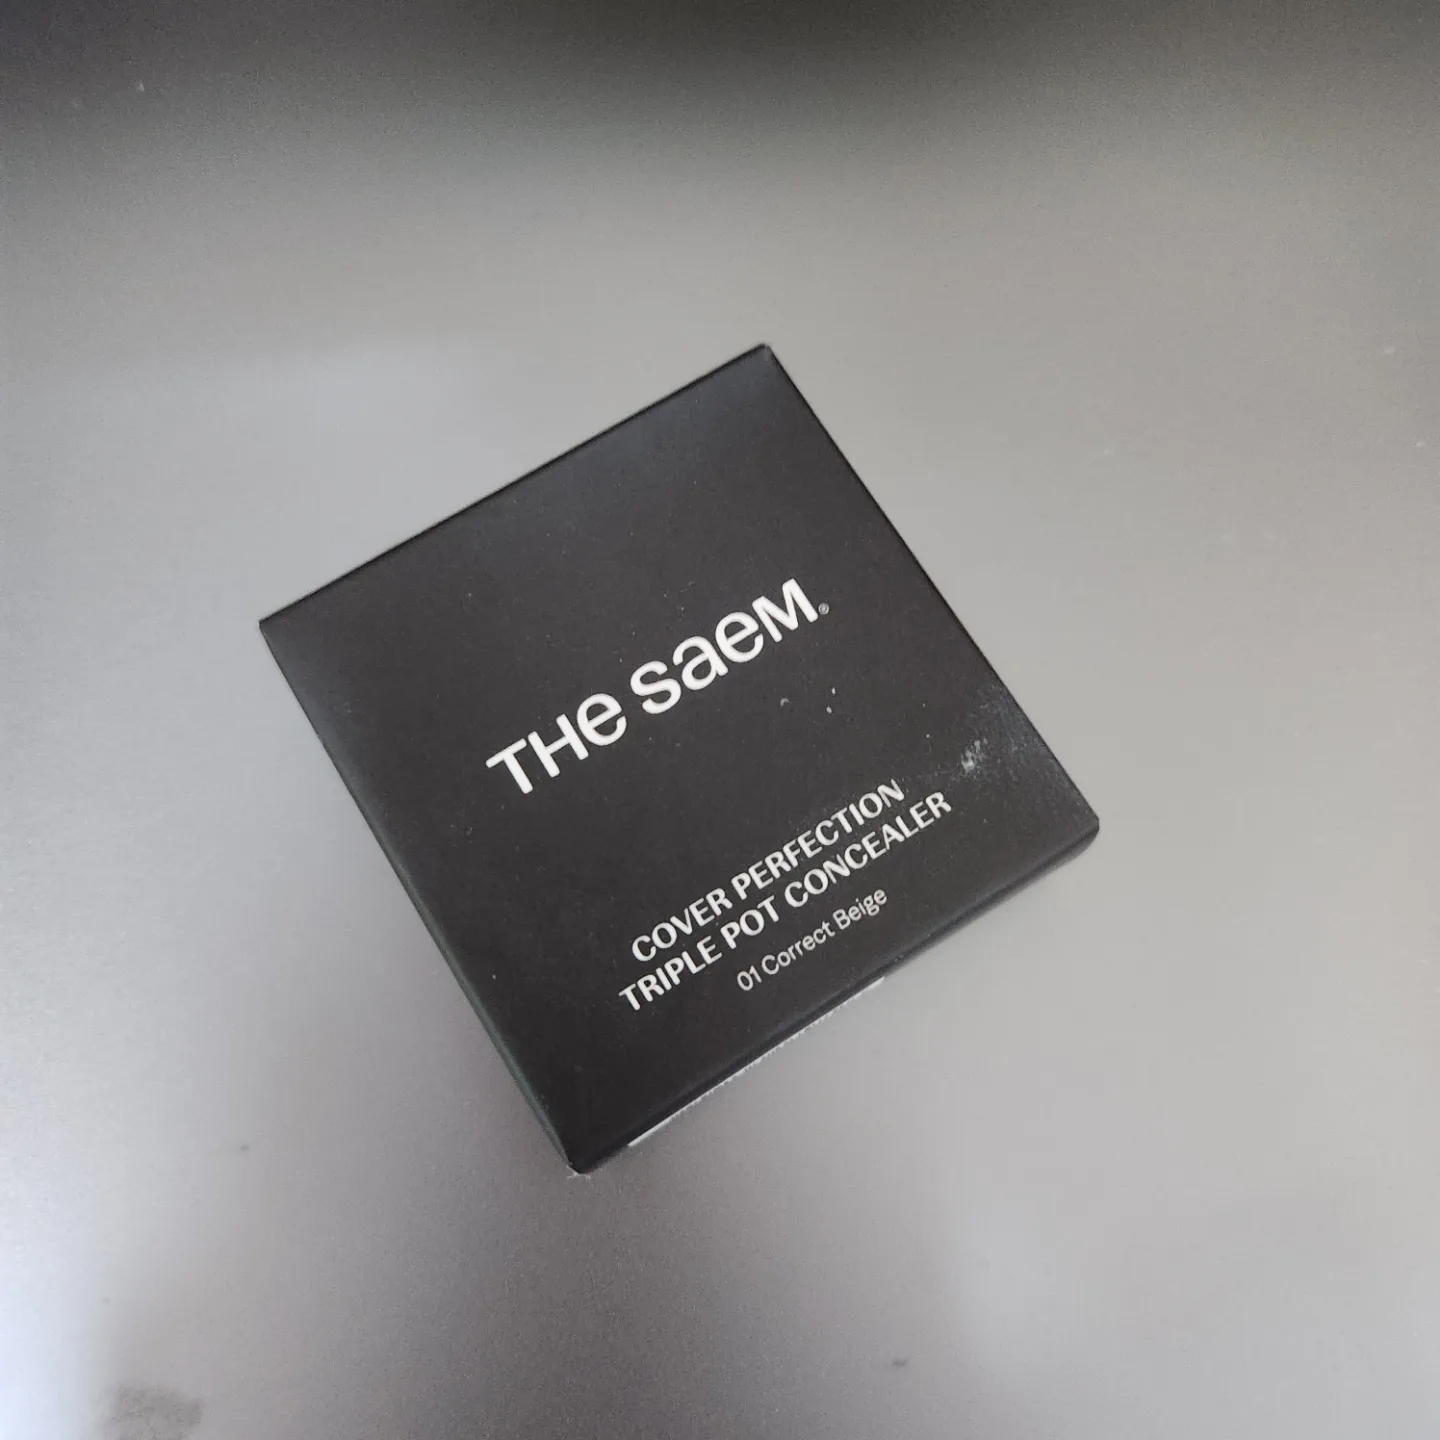 THe saeM®
COVER PERFECTION
TRIPLE POT CONCEALER
01 Correct Beige